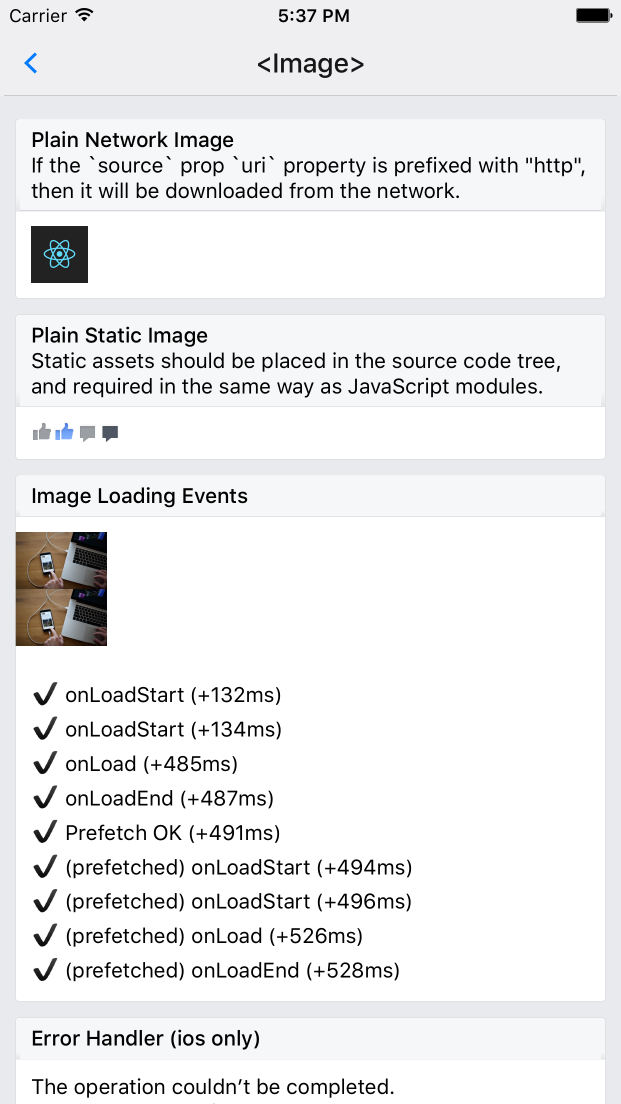 Carrier 5:37 PM
<Image>
Plain Network Image
If the `source` prop `uri` property is prefixed with "http",
then it will be downloaded from the network.
Plain Static Image
Static assets should be placed in the source code tree,
and required in the same way as JavaScript modules.
Image Loading Events
✔ onLoadStart (+132ms)
✔ onLoadStart (+134ms)
✔ onLoad (+485ms)
✔ onLoadEnd (+487ms)
✔ Prefetch OK (+491ms)
✔ (prefetched) onLoadStart (+494ms)
✔ (prefetched) onLoadStart (+496ms)
✔ (prefetched) onLoad (+526ms)
✔ (prefetched) onLoadEnd (+528ms)
Error Handler (ios only)
The operation couldn’t be completed.